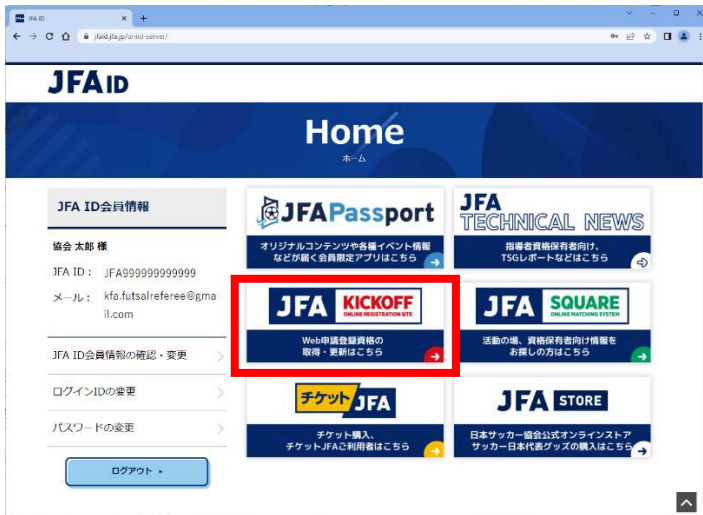 JFA ID
jfaid.jfa.jp/uniid-server/
JFA ID
Home
ホーム
JFA ID会員情報
協会 太郎 様
JFA ID： JFA999999999999
メール： kfa.futsalreferee@gma
il.com
JFA ID会員情報の確認・変更
ログインIDの変更
パスワードの変更
ログアウト
JFAPassport
オリジナルコンテンツや各種イベント情報
などが届く会員限定アプリはこちら
JFA
TECHNICAL NEWS
指導者資格保有者向け、
TSGレポートなどはこちら
JFA KICKOFF
ONLINE REGISTRATION SITE
Web申請登録資格の
取得・更新はこちら
JFA SQUARE
ONLINE MATCHING SYSTEM
活動の場、資格保有者向け情報を
お探しの方はこちら
チケットJFA
チケット購入、
チケットJFAご利用者はこちら
JFA STORE
日本サッカー協会公式オンラインストア
サッカー日本代表グッズの購入はこちら